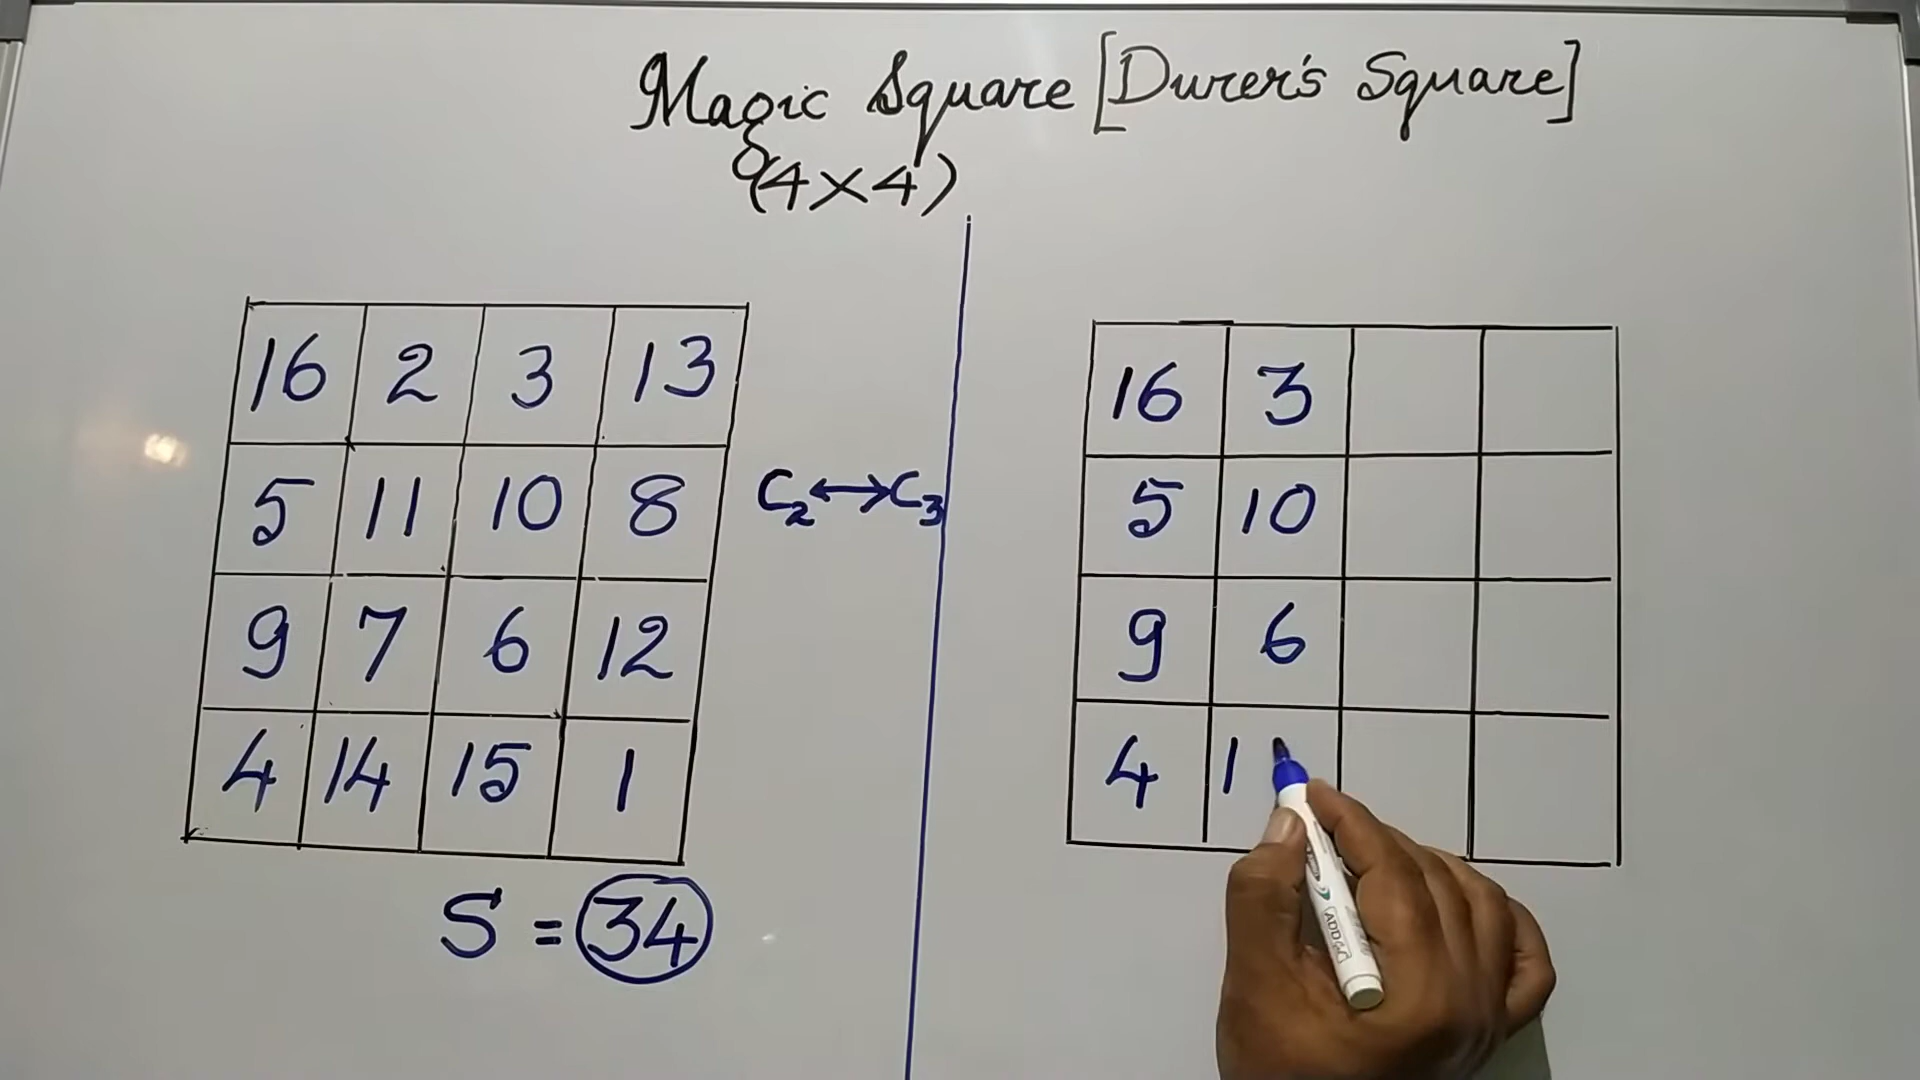 Magic Square [Durer's Square]
(4×4)
16 2 3 13
5 11 10 8
9 7 6 12
4 14 15 1
S = 34
C₂↔C₃
16 3
5 10
9 6
4 1
ADD